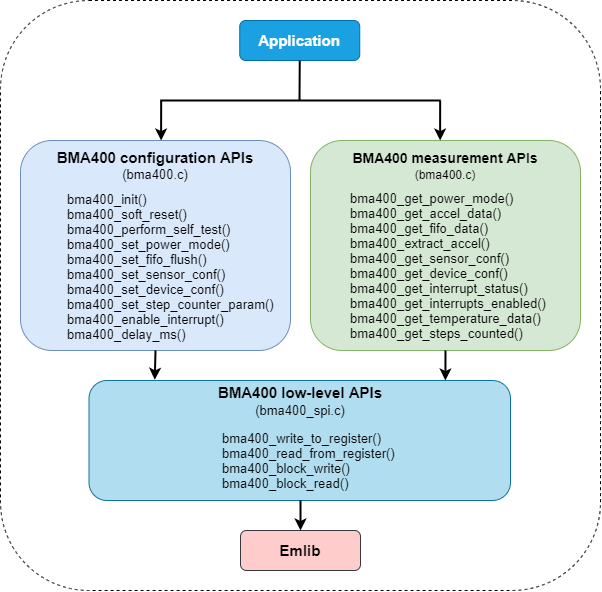 Application
BMA400 configuration APIs
(bma400.c)
bma400_init()
bma400_soft_reset()
bma400_perform_self_test()
bma400_set_power_mode()
bma400_set_fifo_flush()
bma400_set_sensor_conf()
bma400_set_device_conf()
bma400_set_step_counter_param()
bma400_enable_interrupt()
bma400_delay_ms()
BMA400 measurement APIs
(bma400.c)
bma400_get_power_mode()
bma400_get_accel_data()
bma400_get_fifo_data()
bma400_extract_accel()
bma400_get_sensor_conf()
bma400_get_device_conf()
bma400_get_interrupt_status()
bma400_get_interrupts_enabled()
bma400_get_temperature_data()
bma400_get_steps_counted()
BMA400 low-level APIs
(bma400_spi.c)
bma400_write_to_register()
bma400_read_from_register()
bma400_block_write()
bma400_block_read()
Emlib